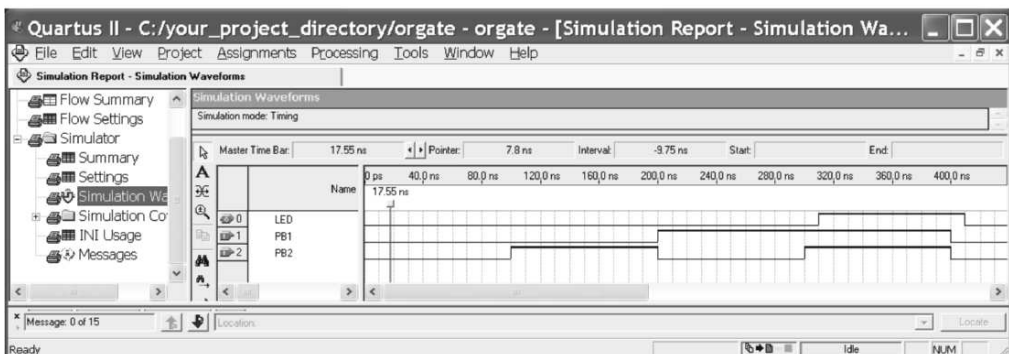 Quartus II - C:/your_project_directory/orgate - orgate - [Simulation Report - Simulation Wa...
File Edit View Project Assignments Processing Tools Window Help
Simulation Report - Simulation Waveforms
Flow Summary
Flow Settings
Simulator
Summary
Settings
Simulation Wa
Simulation Co
INI Usage
Messages
Simulation Waveforms
Simulation mode: Timing
Master Time Bar: 17.55 ns Pointer: 7.8 ns Interval: -9.75 ns Start: End:
Name
0 ps 40.0 ns 80.0 ns 120.0 ns 160.0 ns 200.0 ns 240.0 ns 280.0 ns 320.0 ns 360.0 ns 400.0 ns
17.55 ns
0 LED
1 PB1
2 PB2
Message: 0 of 15 Location: Locate
Ready Idle NUM